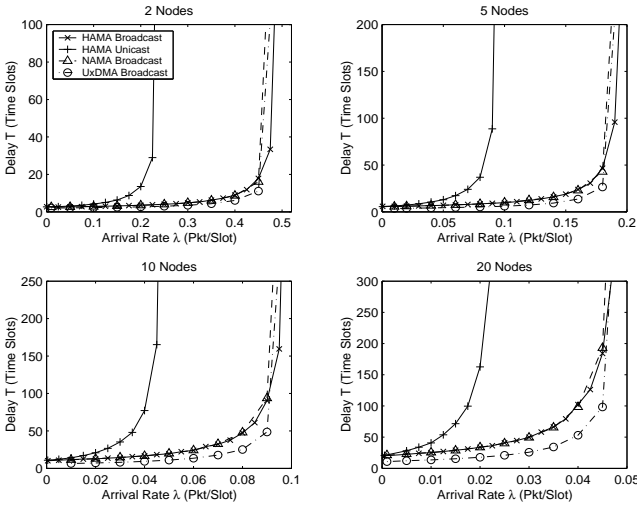 2 Nodes
100
80
60
40
20
0
Delay T (Time Slots)
0 0.1 0.2 0.3 0.4 0.5
Arrival Rate λ (Pkt/Slot)
HAMA Broadcast
HAMA Unicast
NAMA Broadcast
UxDMA Broadcast
5 Nodes
200
150
100
50
0
Delay T (Time Slots)
0 0.05 0.1 0.15 0.2
Arrival Rate λ (Pkt/Slot)
10 Nodes
250
200
150
100
50
0
Delay T (Time Slots)
0 0.02 0.04 0.06 0.08 0.1
Arrival Rate λ (Pkt/Slot)
20 Nodes
300
250
200
150
100
50
0
Delay T (Time Slots)
0 0.01 0.02 0.03 0.04 0.05
Arrival Rate λ (Pkt/Slot)